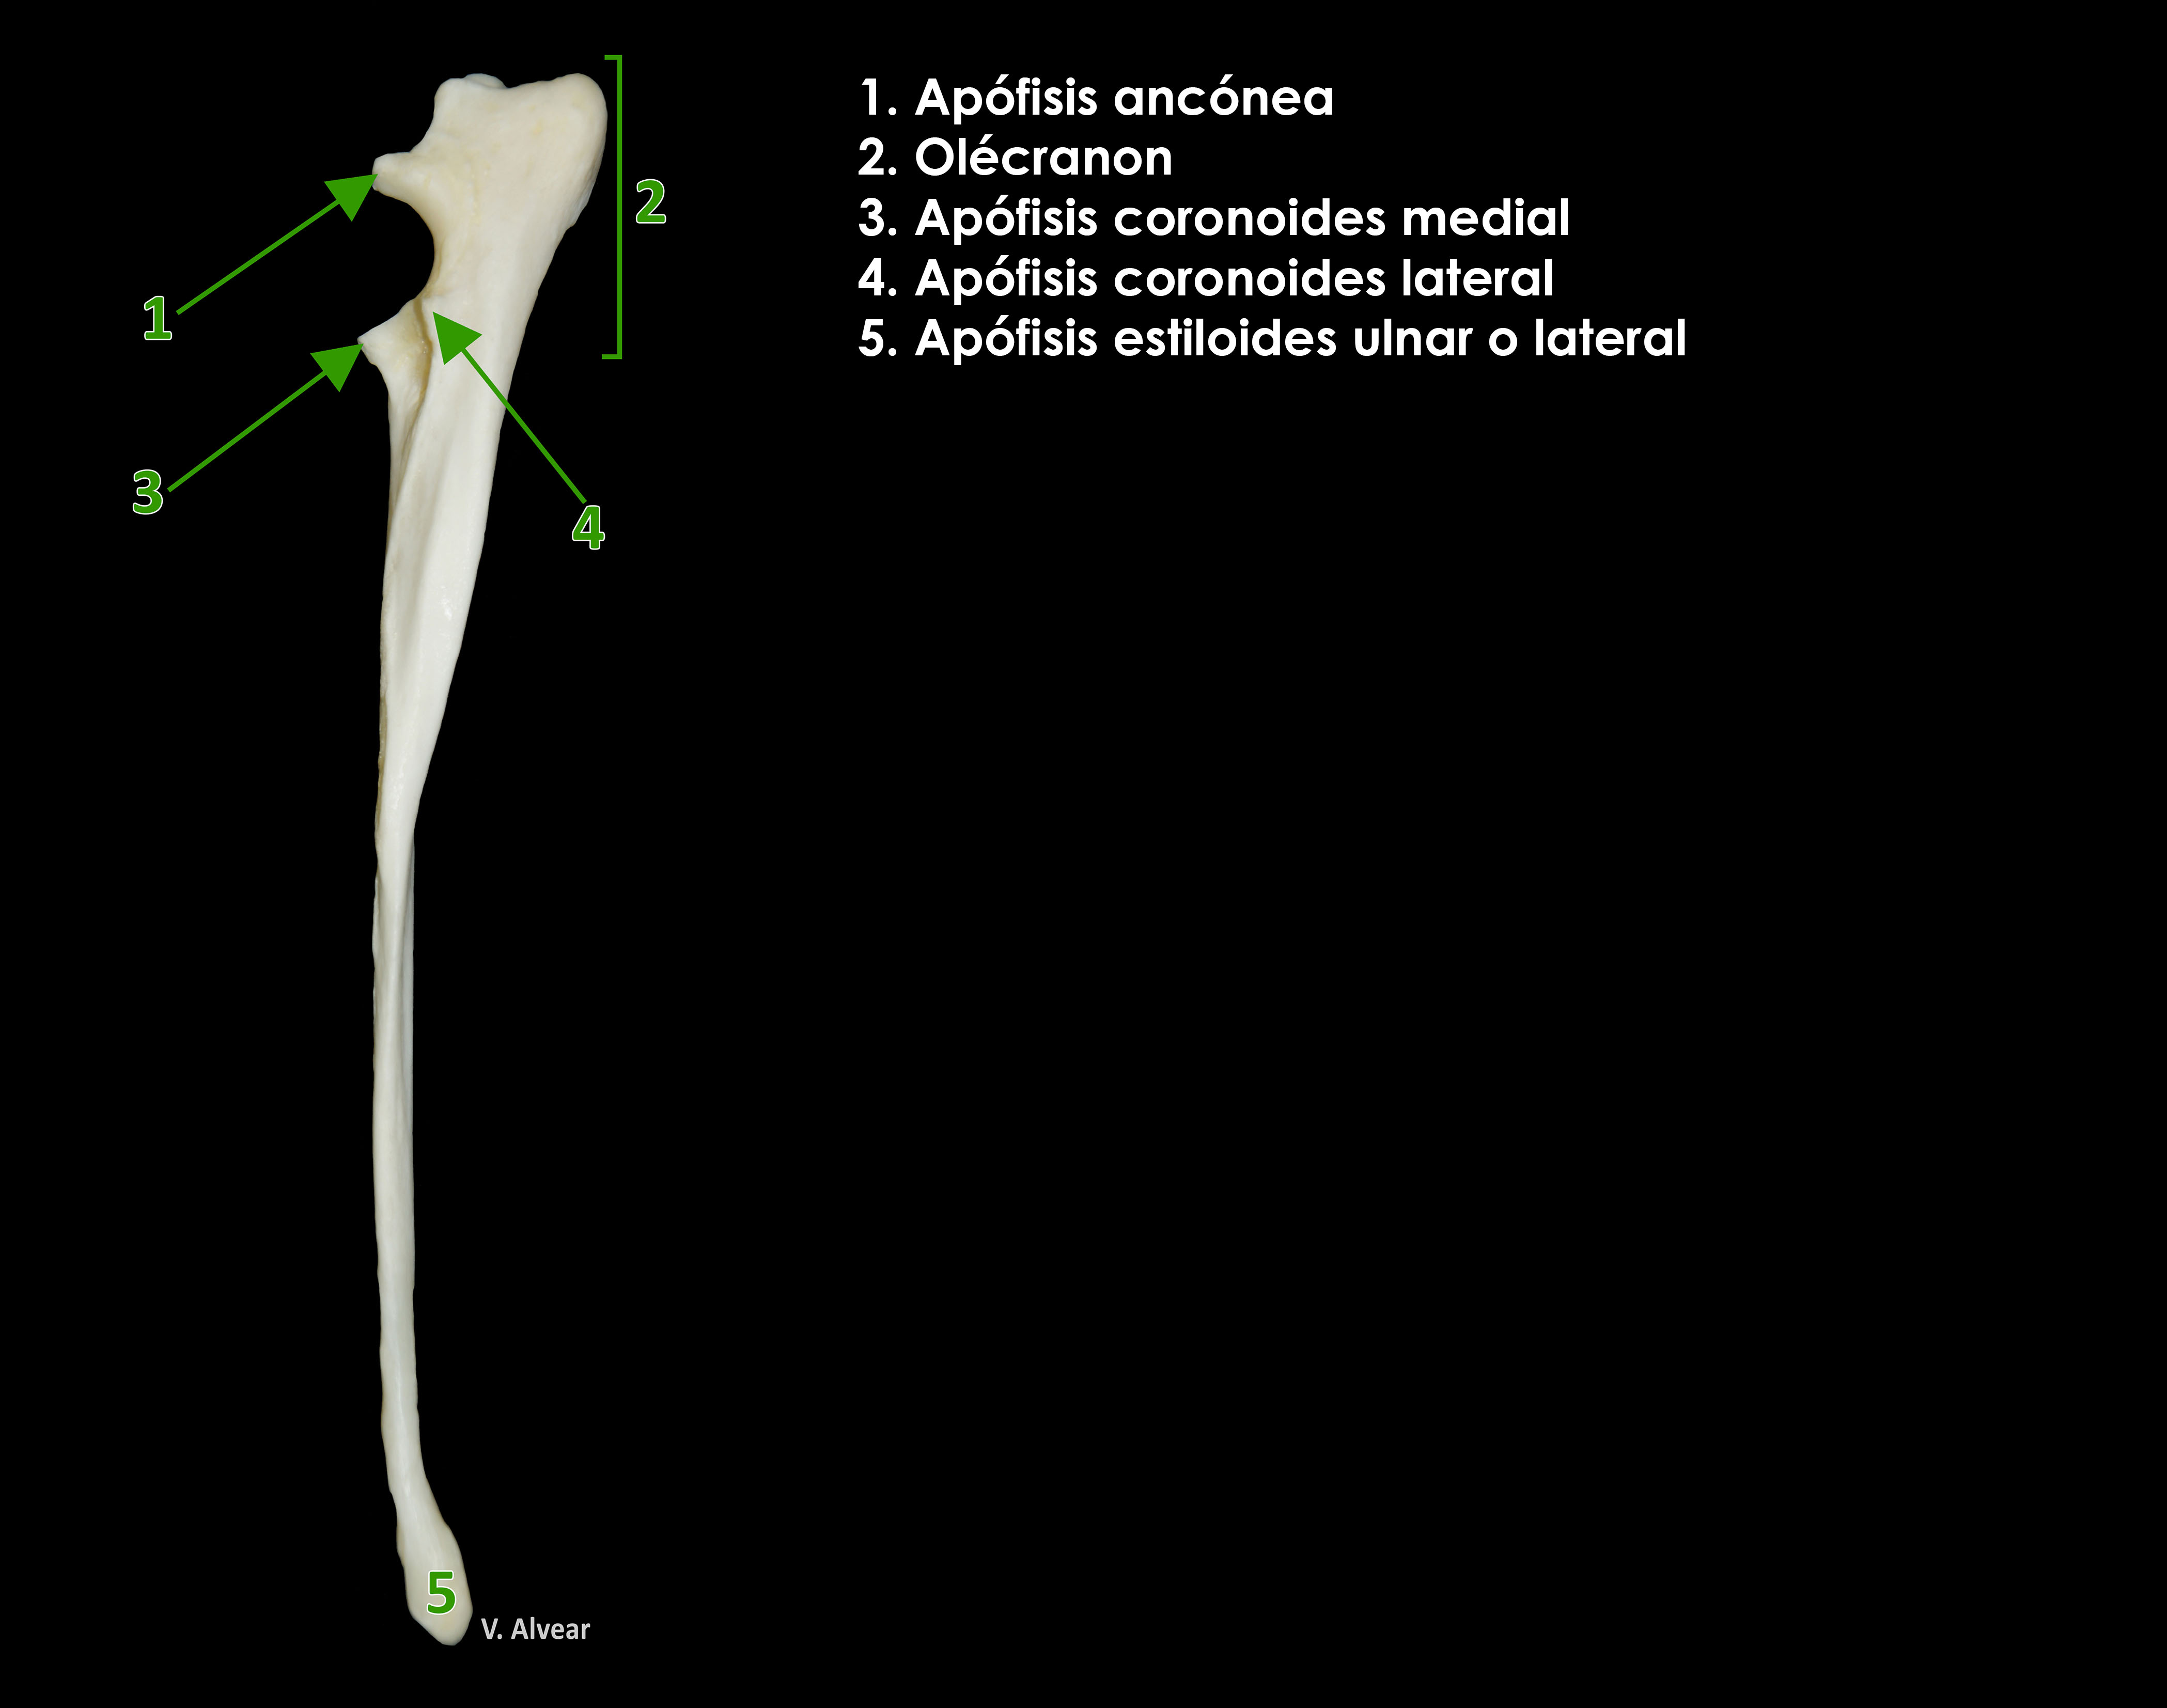 1. Apófisis ancónea
2. Olécranon
3. Apófisis coronoides medial
4. Apófisis coronoides lateral
5. Apófisis estiloides ulnar o lateral
2
1
3
4
5
V. Alvear